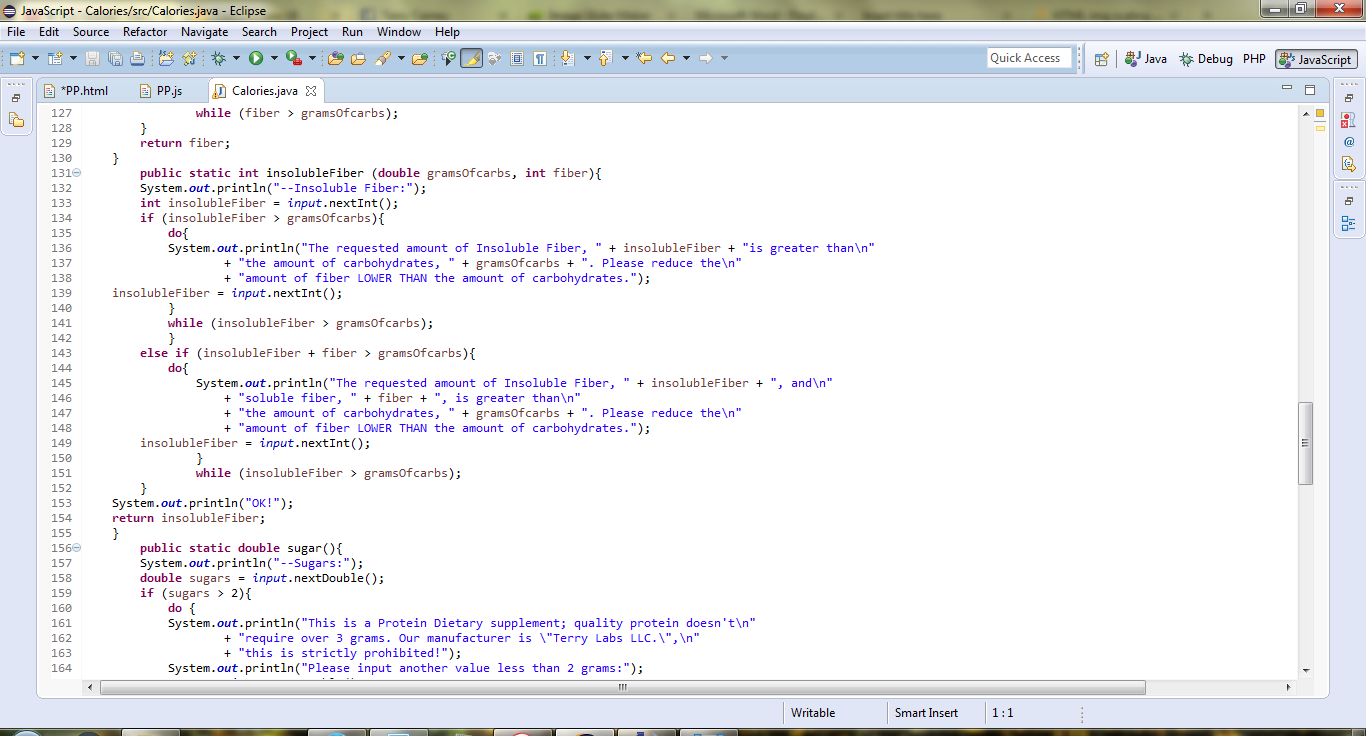 JavaScript - Calories/src/Calories.java - Eclipse
File Edit Source Refactor Navigate Search Project Run Window Help
Quick Access Java Debug PHP JavaScript
*PP.html PP.js Calories.java
127 while (fiber > gramsOfcarbs);
128 }
129 return fiber;
130 }
131 public static int insolubleFiber (double gramsOfcarbs, int fiber){
132 System.out.println("--Insoluble Fiber:");
133 int insolubleFiber = input.nextInt();
134 if (insolubleFiber > gramsOfcarbs){
135 do{
136 System.out.println("The requested amount of Insoluble Fiber, " + insolubleFiber + "is greater than\n"
137 + "the amount of carbohydrates, " + gramsOfcarbs + ". Please reduce the\n"
138 + "amount of fiber LOWER THAN the amount of carbohydrates.");
139 insolubleFiber = input.nextInt();
140 }
141 while (insolubleFiber > gramsOfcarbs);
142 }
143 else if (insolubleFiber + fiber > gramsOfcarbs){
144 do{
145 System.out.println("The requested amount of Insoluble Fiber, " + insolubleFiber + ", and\n"
146 + "soluble fiber, " + fiber + ", is greater than\n"
147 + "the amount of carbohydrates, " + gramsOfcarbs + ". Please reduce the\n"
148 + "amount of fiber LOWER THAN the amount of carbohydrates.");
149 insolubleFiber = input.nextInt();
150 }
151 while (insolubleFiber > gramsOfcarbs);
152 }
153 System.out.println("OK!");
154 return insolubleFiber;
155 }
156 public static double sugar(){
157 System.out.println("--Sugars:");
158 double sugars = input.nextDouble();
159 if (sugars > 2){
160 do {
161 System.out.println("This is a Protein Dietary supplement; quality protein doesn't\n"
162 + "require over 3 grams. Our manufacturer is \"Terry Labs LLC.\",\n"
163 + "this is strictly prohibited!");
164 System.out.println("Please input another value less than 2 grams:");
Writable Smart Insert 1 : 1